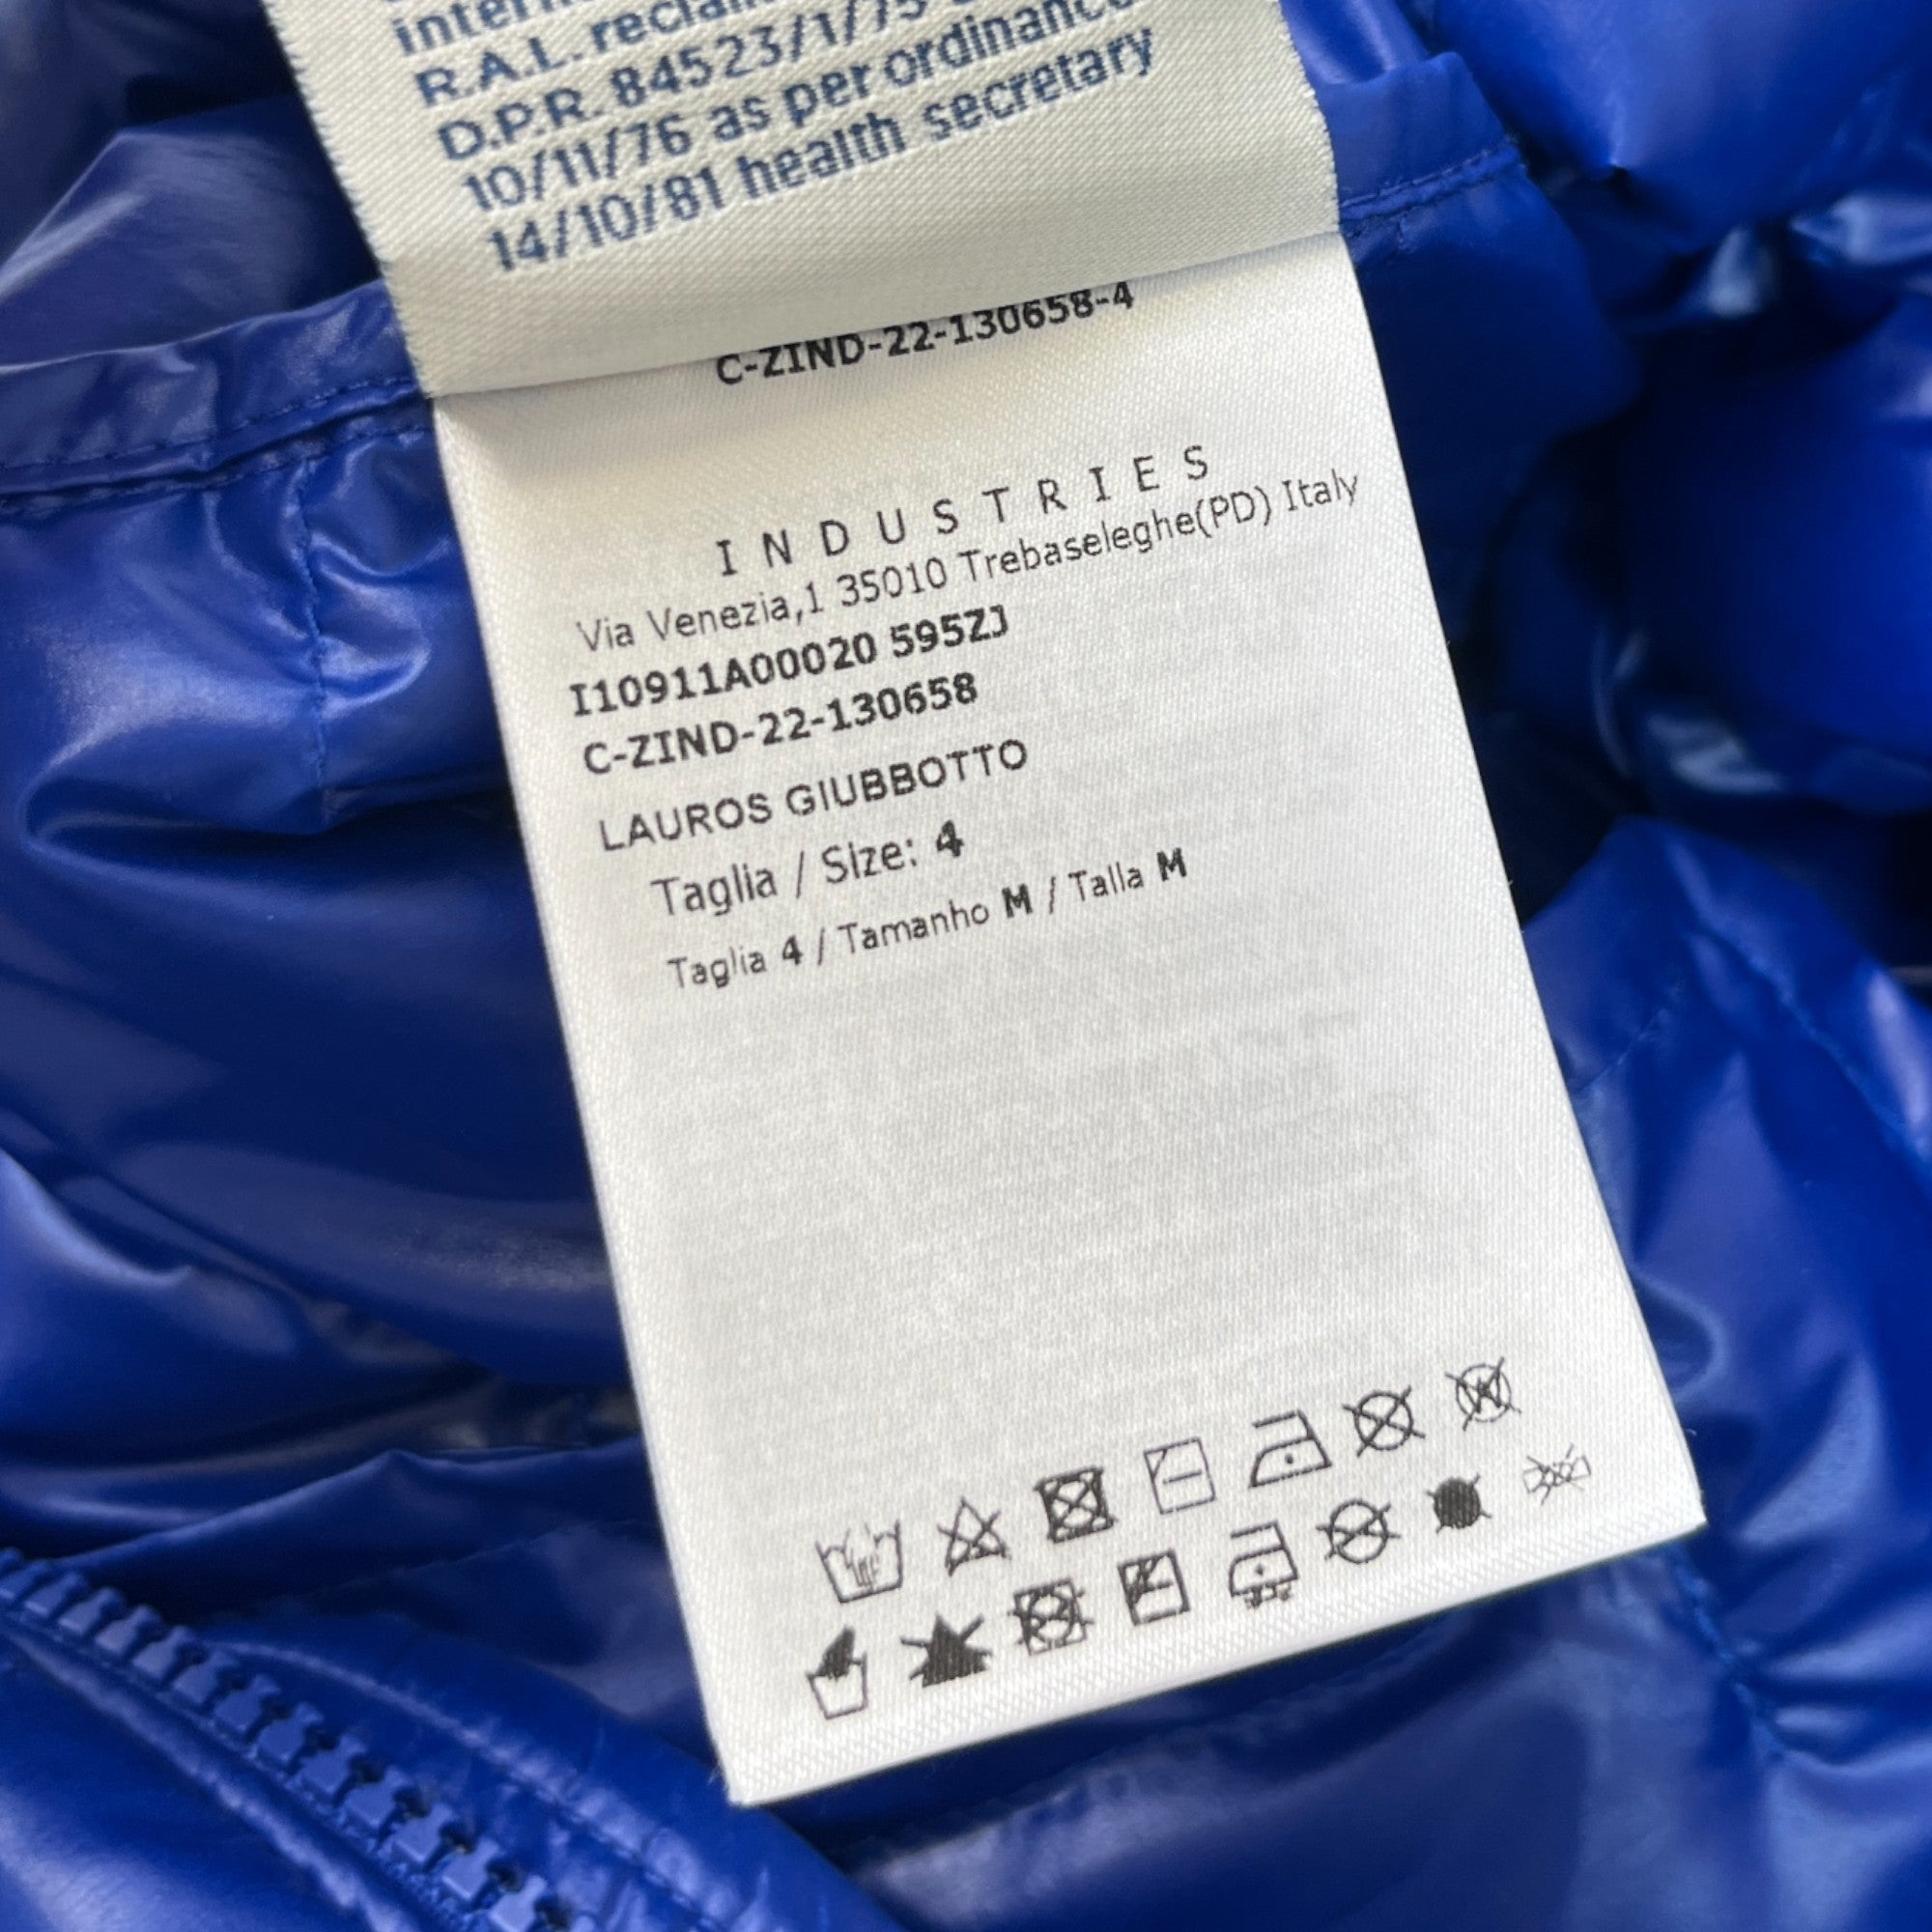 R.A.L.
D.P.R. 84523/1/75
10/11/76 as per ordinance
14/10/81 health secretary
C-ZIND-22-130658-4
INDUSTRIES
Via Venezia,1 35010 Trebaseleghe(PD) Italy
I10911A00020 595ZJ
C-ZIND-22-130658
LAUROS GIUBBOTTO
Taglia / Size: 4
Taglia 4 / Tamanho M / Talla M